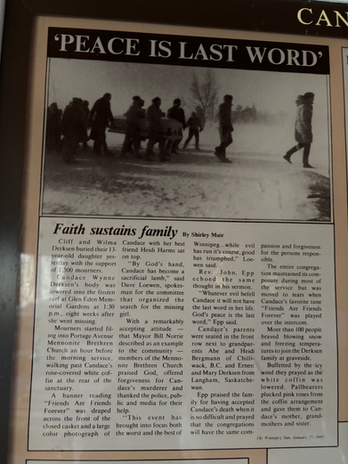 CAN
'PEACE IS LAST WORD'
Faith sustains family By Shirley Muir
Cliff and Wilma
Derksen buried their 13-
year-old daughter yes-
terday with the support
of 1,500 mourners.
Candace Wynne
Derksen's body was
lowered into the frozen
turf at Glen Eden Mem-
orial Gardens at 1:30
p.m., eight weeks after
she went missing.
Mourners started fil-
ing into Portage Avenue
Mennonite Brethren
Church an hour before
the morning service,
walking past Candace's
rose-covered white cof-
fin at the rear of the
sanctuary.
A banner reading
"Friends Are Friends
Forever" was draped
across the front of the
closed casket and a large
color photograph of
Candace with her best
friend Heidi Harms sat
on top.
"By God's hand,
Candace has become a
sacrificial lamb," said
Dave Loewen, spokes-
man for the committee
that organized the
search for the missing
girl.
With a remarkably
accepting attitude —
that Mayor Bill Norrie
described as an example
to the community —
members of the Menno-
nite Brethren Church
praised God, offered
forgiveness for Can-
dace's murderer and
thanked the police, pub-
lic and media for their
help.
"This event has
brought into focus both
the worst and the best of
Winnipeg...while evil
has run it's course, good
has triumphed," Loe-
wen said.
Rev. John Epp
echoed the same
thought in his sermon.
"Whatever evil befell
Candace it will not have
the last word in her life,
God's peace is the last
word," Epp said.
Candace's parents
were seated in the front
row next to grandpar-
ents Abe and Heidi
Bergmann of Chilli-
wack, B.C. and Ernest
and Mary Derksen from
Langham, Saskatche-
wan.
Epp praised the fam-
ily for having accepted
Candace's death when it
is so difficult and prayed
that the congregations
will have the same com-
passion and forgiveness
for the persons respon-
sible.
The entire congrega-
tion maintained its com-
posure during most of
the service but was
moved to tears when
Candace's favorite tune
"Friends Are Friends
Forever" was played
over the intercom.
More than 100 people
braved blowing snow
and freezing tempera-
tures to join the Derksen
family at graveside.
Buffeted by the icy
wind they prayed as the
white coffin was
lowered. Pallbearers
plucked pink roses from
the coffin arrangement
and gave them to Can-
dace's mother, grand-
mothers and sister.
The Winnipeg Sun, January 27, 1985